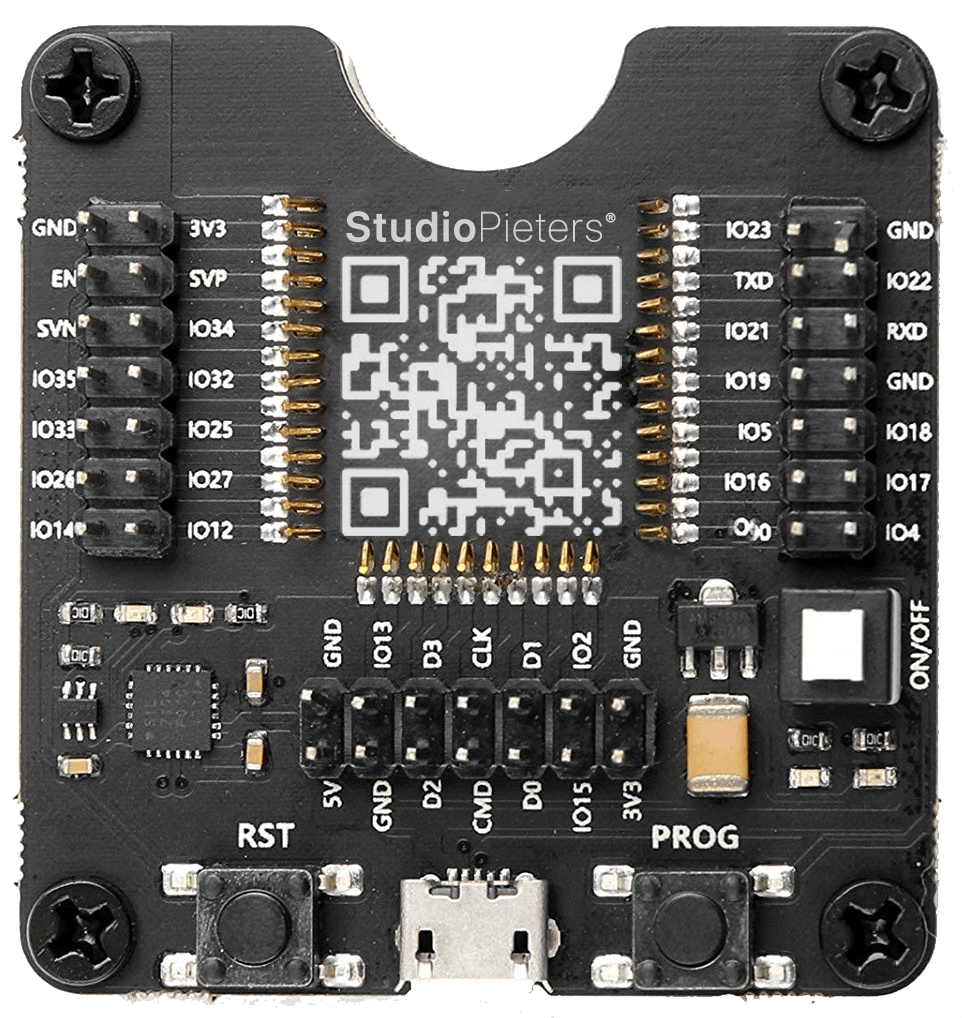 StudioPieters®
GND 3V3 IO23 GND
EN SVP TXD IO22
SVN IO34 IO21 RXD
IO35 IO32 IO19 GND
IO33 IO25 IO5 IO18
IO26 IO27 IO16 IO17
IO14 IO12 IO4
GND IO13 D3 CLK D1 IO2 GND
ON/OFF
5V GND D2 CMD D0 IO15 3V3
RST PROG